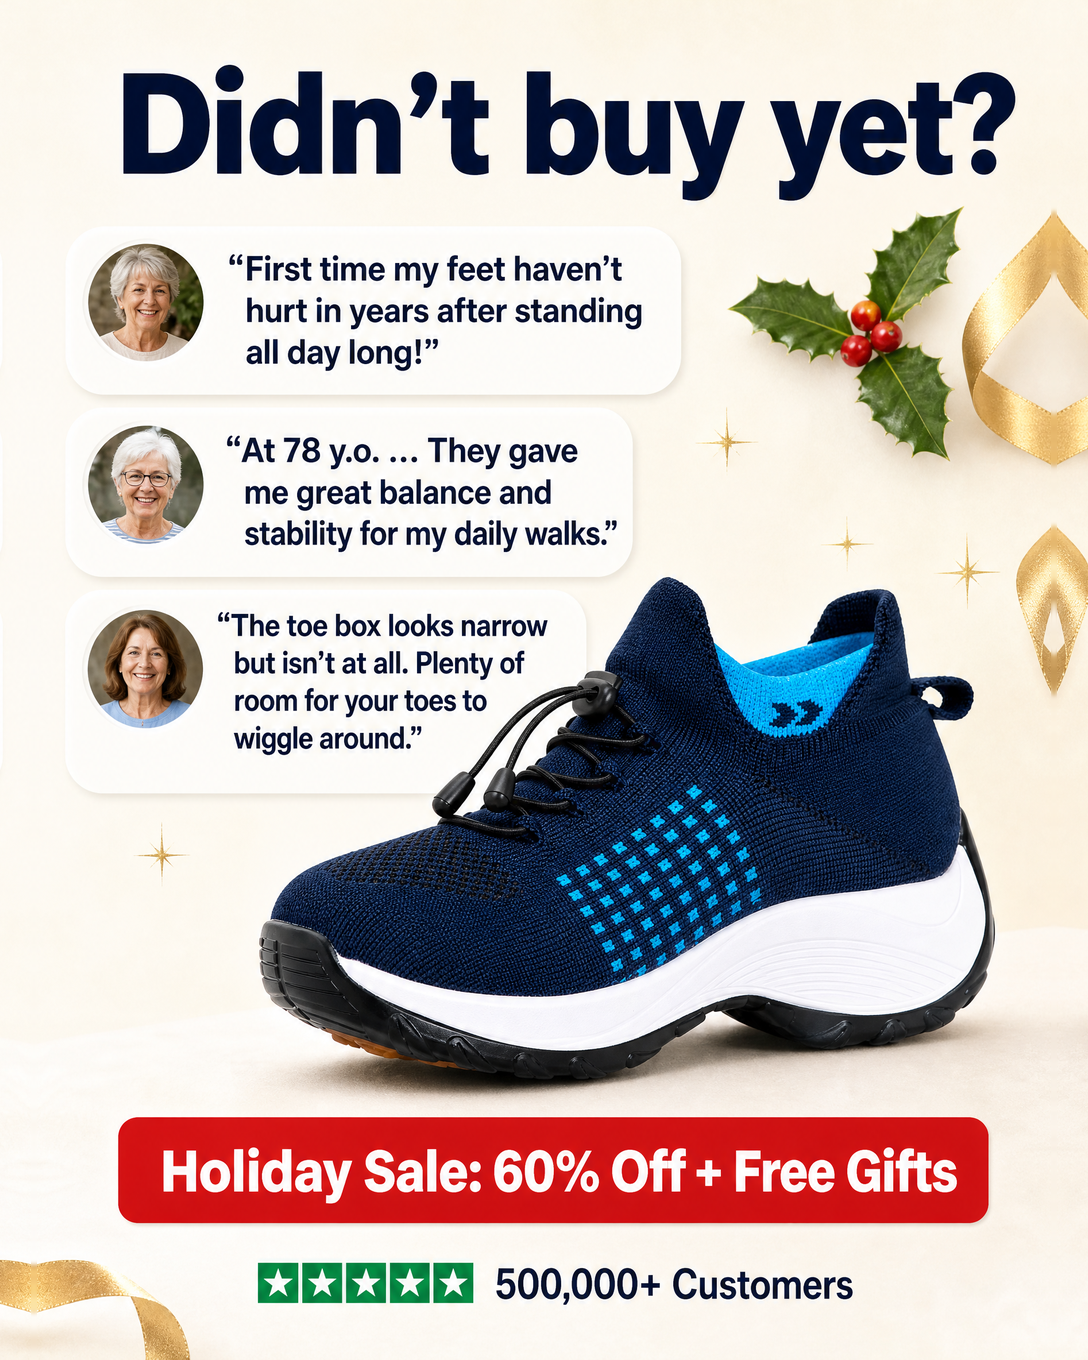 Didn’t buy yet?
“First time my feet haven’t
hurt in years after standing
all day long!”
“At 78 y.o. ... They gave
me great balance and
stability for my daily walks.”
“The toe box looks narrow
but isn’t at all. Plenty of
room for your toes to
wiggle around.”
Holiday Sale: 60% Off + Free Gifts
500,000+ Customers